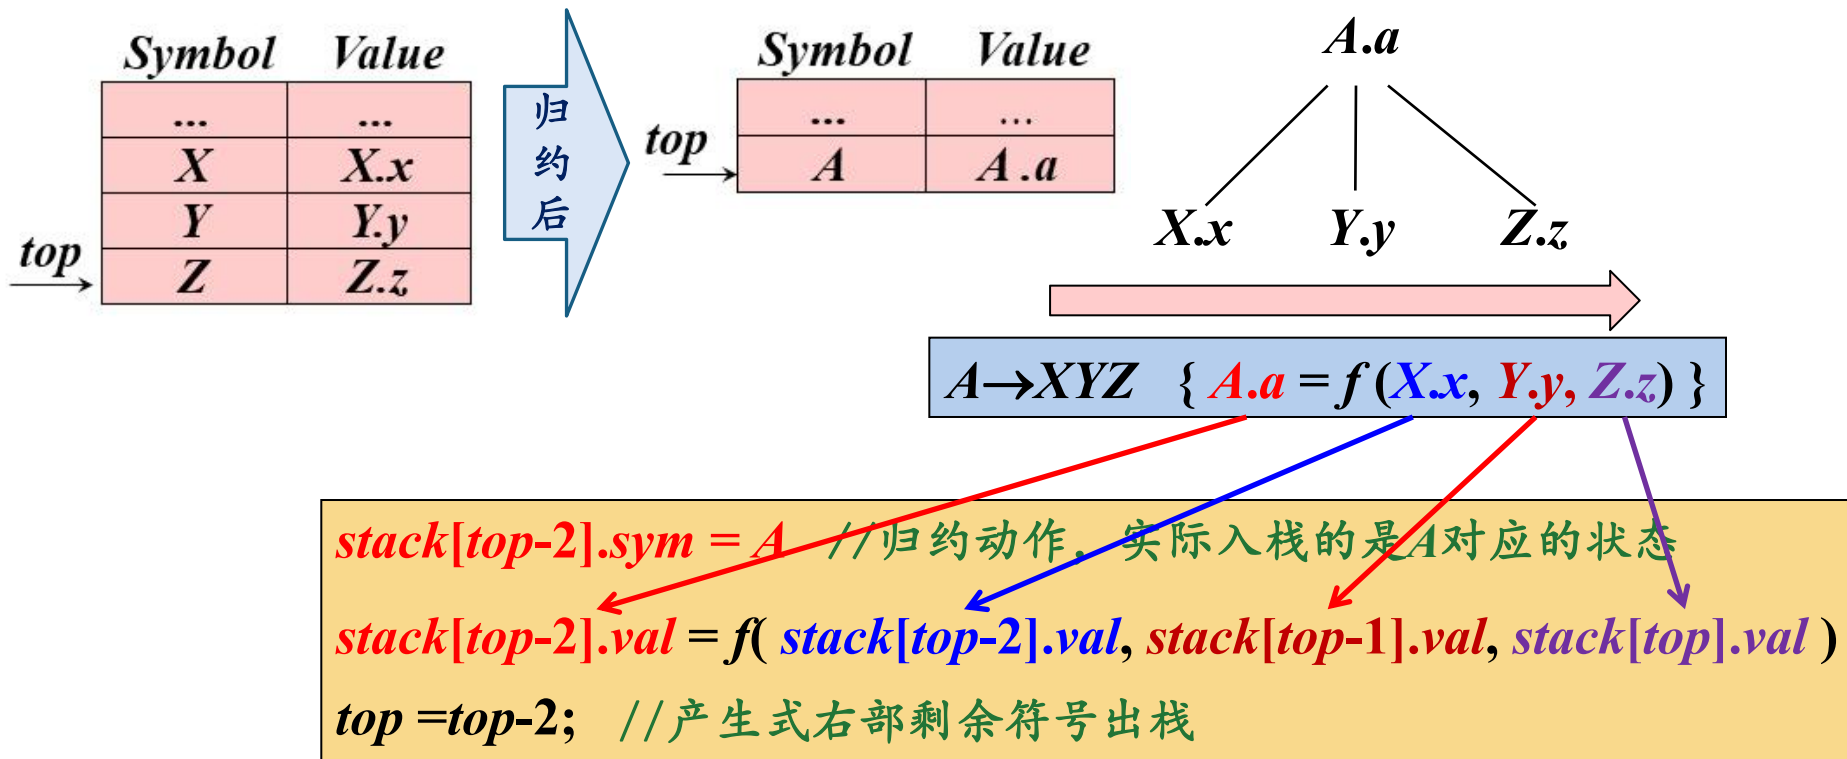 Symbol Value
... ...
X X.x
Y Y.y
top Z Z.z
归
约
后
Symbol Value
... ...
top A A.a
A.a
X.x Y.y Z.z
A→XYZ { A.a = f (X.x, Y.y, Z.z) }
stack[top-2].sym = A //归约动作，实际入栈的是A对应的状态
stack[top-2].val = f( stack[top-2].val, stack[top-1].val, stack[top].val )
top =top-2; //产生式右部剩余符号出栈